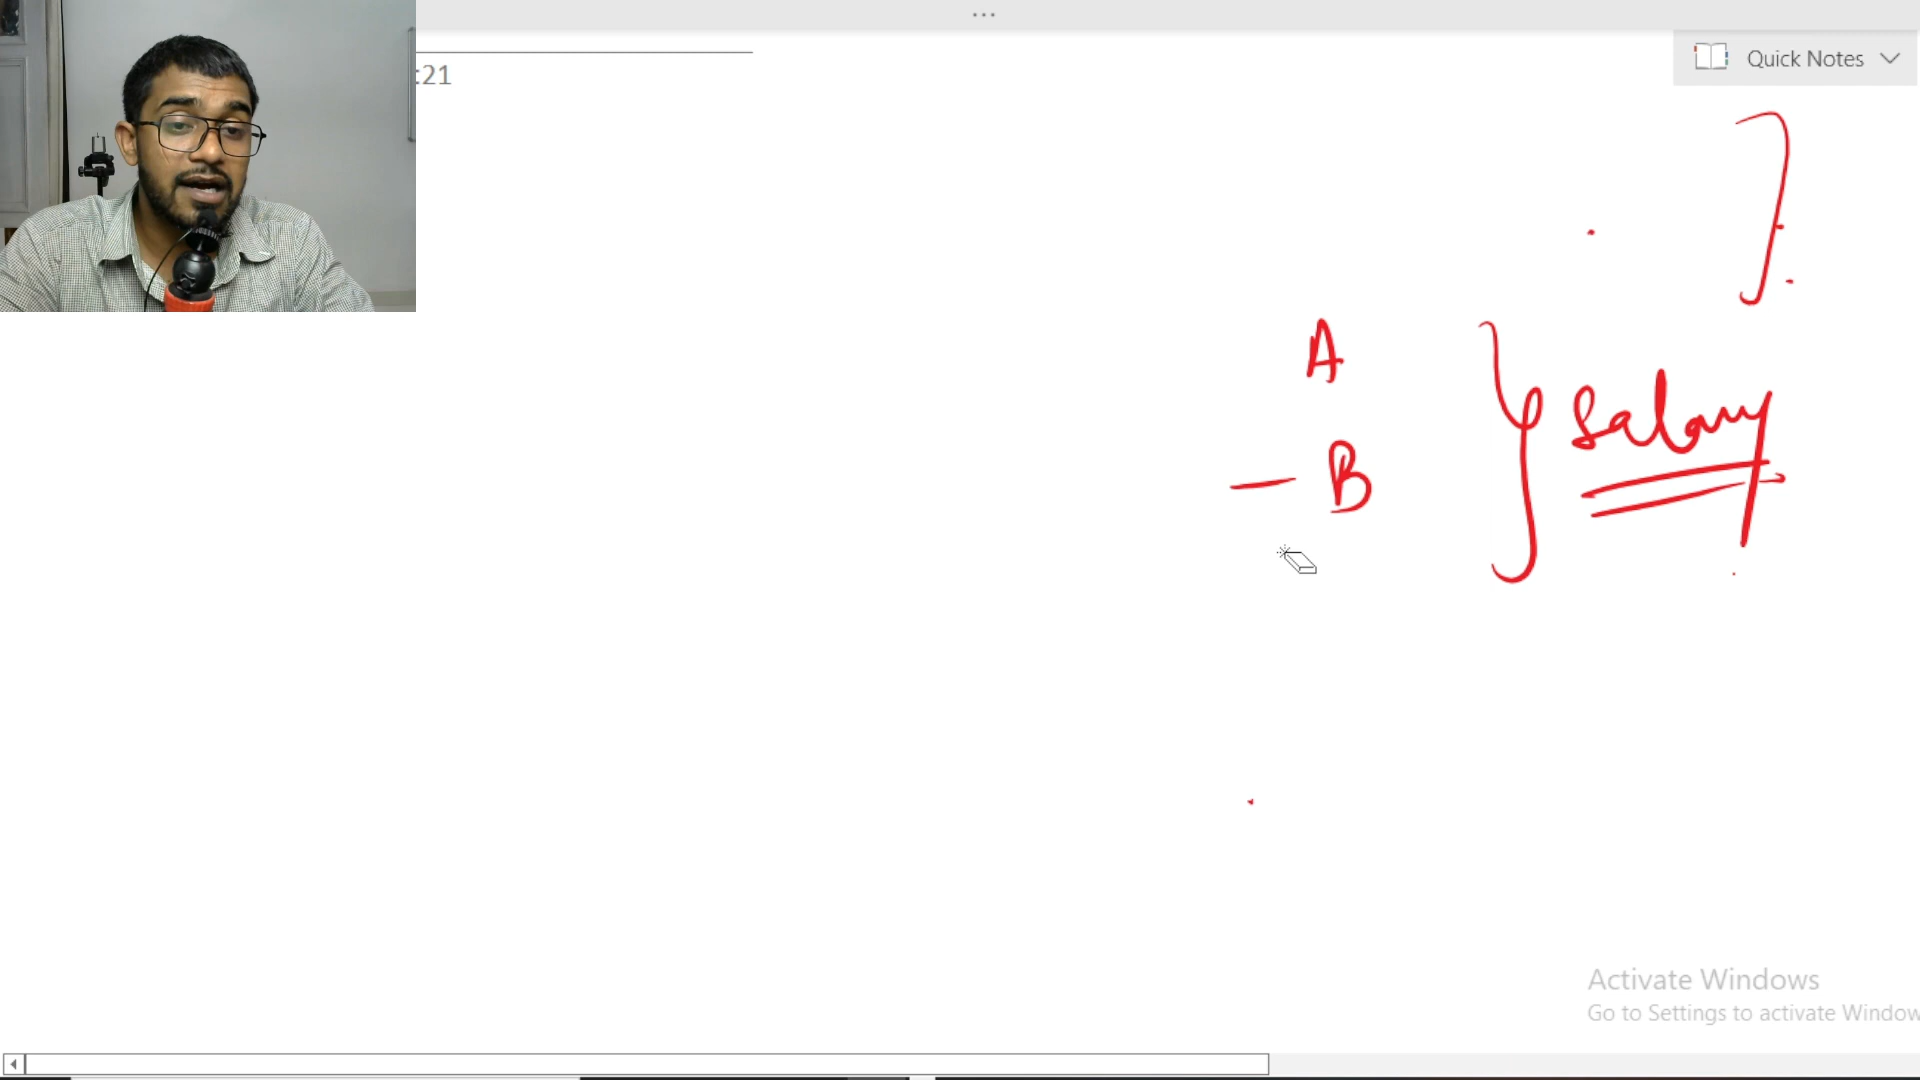 ...
:21
Quick Notes
A
Salary
— B
Activate Windows
Go to Settings to activate Window